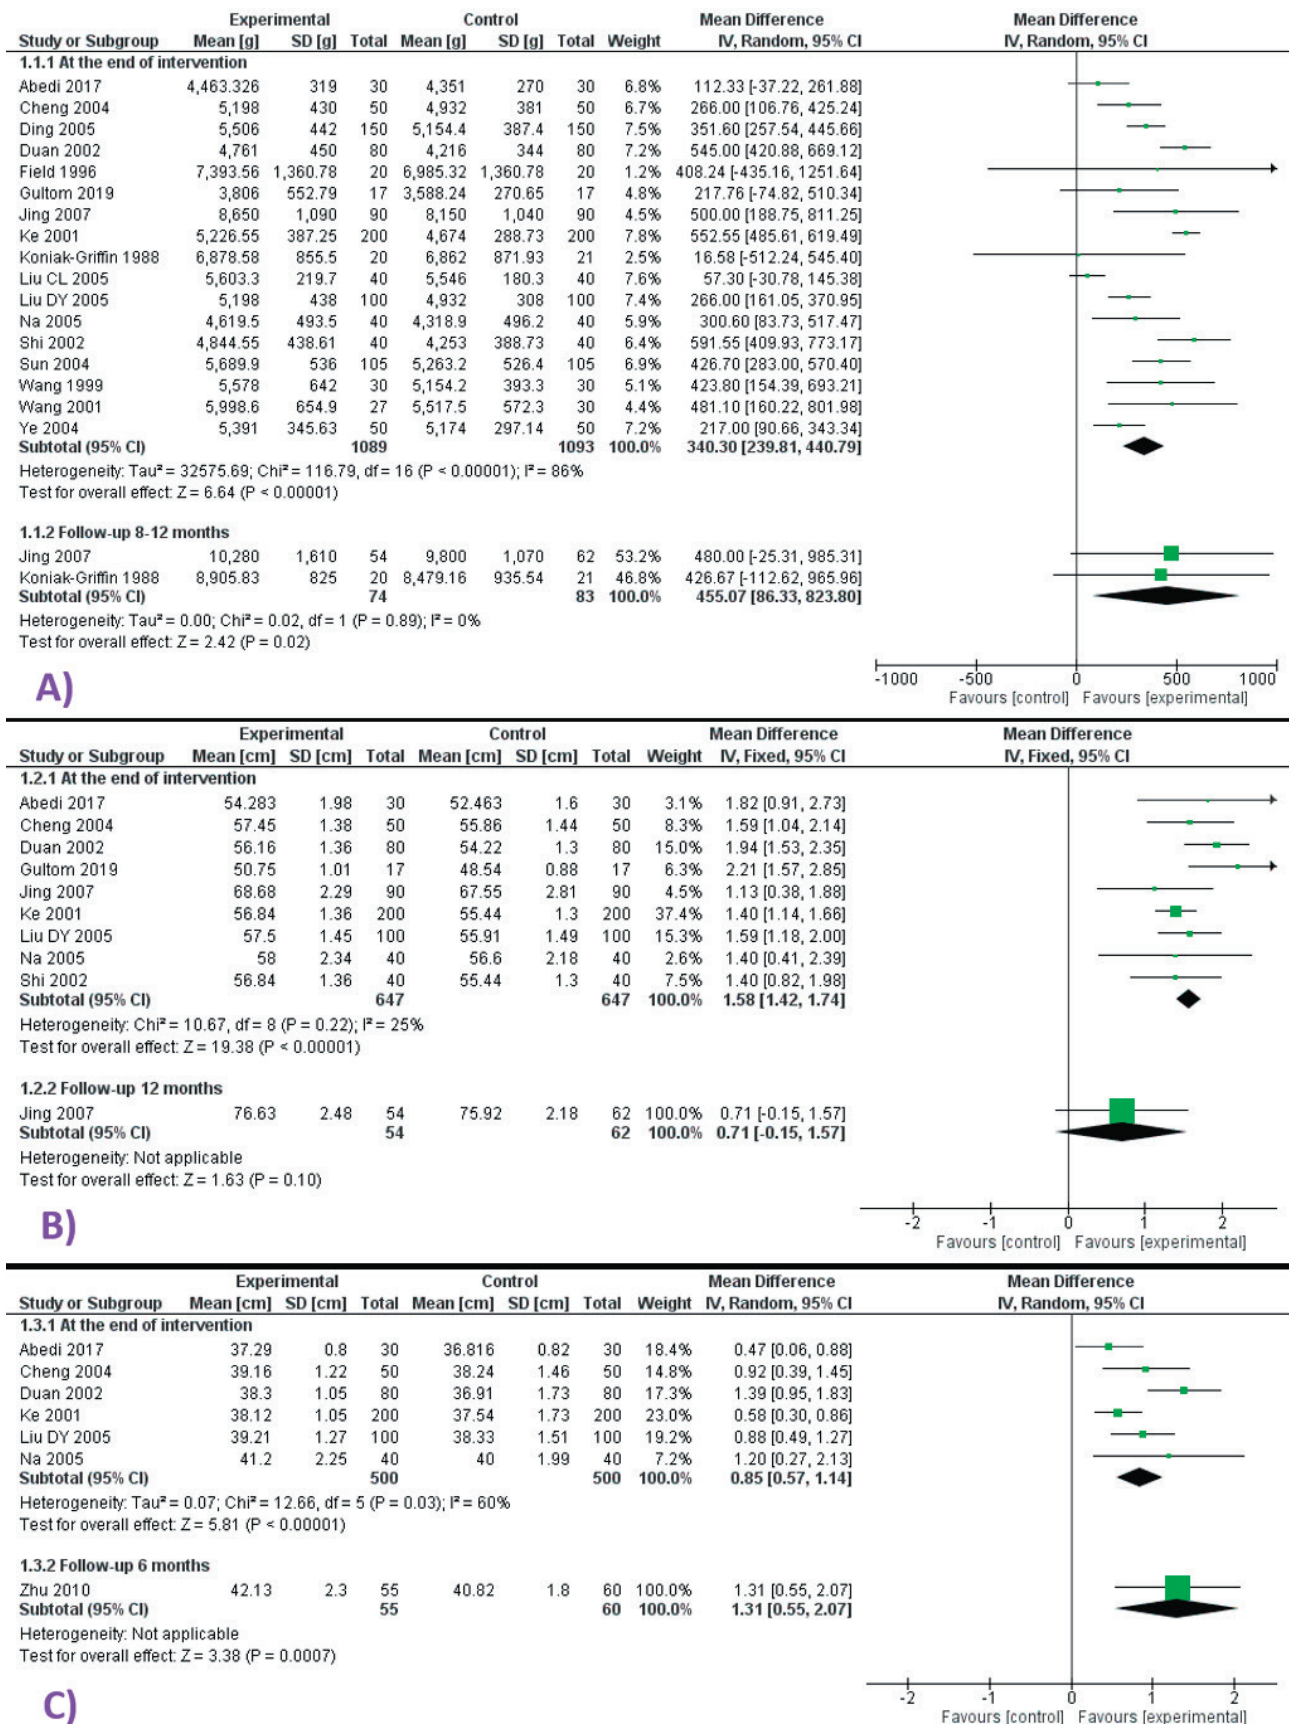 Experimental Control Mean Difference Mean Difference
Study or Subgroup Mean [g] SD [g] Total Mean [g] SD [g] Total Weight IV, Random, 95% CI IV, Random, 95% CI
1.1.1 At the end of intervention
Abedi 2017 4,463.326 319 30 4,351 270 30 6.8% 112.33 [-37.22, 261.88]
Cheng 2004 5,198 430 50 4,932 381 50 6.7% 266.00 [106.76, 425.24]
Ding 2005 5,506 442 150 5,154.4 387.4 150 7.5% 351.60 [257.54, 445.66]
Duan 2002 4,761 450 80 4,216 344 80 7.2% 545.00 [420.88, 669.12]
Field 1996 7,393.56 1,360.78 20 6,985.32 1,360.78 20 1.2% 408.24 [-435.16, 1251.64]
Gultom 2019 3,806 552.79 17 3,588.24 270.65 17 4.8% 217.76 [-74.82, 510.34]
Jing 2007 8,650 1,090 90 8,150 1,040 90 4.5% 500.00 [188.75, 811.25]
Ke 2001 5,226.55 387.25 200 4,674 288.73 200 7.8% 552.55 [485.61, 619.49]
Koniak-Griffin 1988 6,878.58 855.5 20 6,862 871.93 21 2.5% 16.58 [-512.24, 545.40]
Liu CL 2005 5,603.3 219.7 40 5,546 180.3 40 7.6% 57.30 [-30.78, 145.38]
Liu DY 2005 5,198 438 100 4,932 308 100 7.4% 266.00 [161.05, 370.95]
Na 2005 4,619.5 493.5 40 4,318.9 496.2 40 5.9% 300.60 [83.73, 517.47]
Shi 2002 4,844.55 438.61 40 4,253 388.73 40 6.4% 591.55 [409.93, 773.17]
Sun 2004 5,689.9 536 105 5,263.2 526.4 105 6.9% 426.70 [283.00, 570.40]
Wang 1999 5,578 642 30 5,154.2 393.3 30 5.1% 423.80 [154.39, 693.21]
Wang 2001 5,998.6 654.9 27 5,517.5 572.3 30 4.4% 481.10 [160.22, 801.98]
Ye 2004 5,391 345.63 50 5,174 297.14 50 7.2% 217.00 [90.66, 343.34]
Subtotal (95% CI) 1089 1093 100.0% 340.30 [239.81, 440.79]
Heterogeneity: Tau² = 32575.69; Chi² = 116.79, df = 16 (P < 0.00001); I² = 86%
Test for overall effect: Z = 6.64 (P < 0.00001)
1.1.2 Follow-up 8-12 months
Jing 2007 10,280 1,610 54 9,800 1,070 62 53.2% 480.00 [-25.31, 985.31]
Koniak-Griffin 1988 8,905.83 825 20 8,479.16 935.54 21 46.8% 426.67 [-112.62, 965.96]
Subtotal (95% CI) 74 83 100.0% 455.07 [86.33, 823.80]
Heterogeneity: Tau² = 0.00; Chi² = 0.02, df = 1 (P = 0.89); I² = 0%
Test for overall effect: Z = 2.42 (P = 0.02)
-1000 -500 0 500 1000
Favours [control] Favours [experimental]
A)
Experimental Control Mean Difference Mean Difference
Study or Subgroup Mean [cm] SD [cm] Total Mean [cm] SD [cm] Total Weight IV, Fixed, 95% CI IV, Fixed, 95% CI
1.2.1 At the end of intervention
Abedi 2017 54.283 1.98 30 52.463 1.6 30 3.1% 1.82 [0.91, 2.73]
Cheng 2004 57.45 1.38 50 55.86 1.44 50 8.3% 1.59 [1.04, 2.14]
Duan 2002 56.16 1.36 80 54.22 1.3 80 15.0% 1.94 [1.53, 2.35]
Gultom 2019 50.75 1.01 17 48.54 0.88 17 6.3% 2.21 [1.57, 2.85]
Jing 2007 68.68 2.29 90 67.55 2.81 90 4.5% 1.13 [0.38, 1.88]
Ke 2001 56.84 1.36 200 55.44 1.3 200 37.4% 1.40 [1.14, 1.66]
Liu DY 2005 57.5 1.45 100 55.91 1.49 100 15.3% 1.59 [1.18, 2.00]
Na 2005 58 2.34 40 56.6 2.18 40 2.6% 1.40 [0.41, 2.39]
Shi 2002 56.84 1.36 40 55.44 1.3 40 7.5% 1.40 [0.82, 1.98]
Subtotal (95% CI) 647 647 100.0% 1.58 [1.42, 1.74]
Heterogeneity: Chi² = 10.67, df = 8 (P = 0.22); I² = 25%
Test for overall effect: Z = 19.38 (P < 0.00001)
1.2.2 Follow-up 12 months
Jing 2007 76.63 2.48 54 75.92 2.18 62 100.0% 0.71 [-0.15, 1.57]
Subtotal (95% CI) 54 62 100.0% 0.71 [-0.15, 1.57]
Heterogeneity: Not applicable
Test for overall effect: Z = 1.63 (P = 0.10)
-2 -1 0 1 2
Favours [control] Favours [experimental]
B)
Experimental Control Mean Difference Mean Difference
Study or Subgroup Mean [cm] SD [cm] Total Mean [cm] SD [cm] Total Weight IV, Random, 95% CI IV, Random, 95% CI
1.3.1 At the end of intervention
Abedi 2017 37.29 0.8 30 36.816 0.82 30 18.4% 0.47 [0.06, 0.88]
Cheng 2004 39.16 1.22 50 38.24 1.46 50 14.8% 0.92 [0.39, 1.45]
Duan 2002 38.3 1.05 80 36.91 1.73 80 17.3% 1.39 [0.95, 1.83]
Ke 2001 38.12 1.05 200 37.54 1.73 200 23.0% 0.58 [0.30, 0.86]
Liu DY 2005 39.21 1.27 100 38.33 1.51 100 19.2% 0.88 [0.49, 1.27]
Na 2005 41.2 2.25 40 40 1.99 40 7.2% 1.20 [0.27, 2.13]
Subtotal (95% CI) 500 500 100.0% 0.85 [0.57, 1.14]
Heterogeneity: Tau² = 0.07; Chi² = 12.66, df = 5 (P = 0.03); I² = 60%
Test for overall effect: Z = 5.81 (P < 0.00001)
1.3.2 Follow-up 6 months
Zhu 2010 42.13 2.3 55 40.82 1.8 60 100.0% 1.31 [0.55, 2.07]
Subtotal (95% CI) 55 60 100.0% 1.31 [0.55, 2.07]
Heterogeneity: Not applicable
Test for overall effect: Z = 3.38 (P = 0.0007)
-2 -1 0 1 2
Favours [control] Favours [experimental]
C)